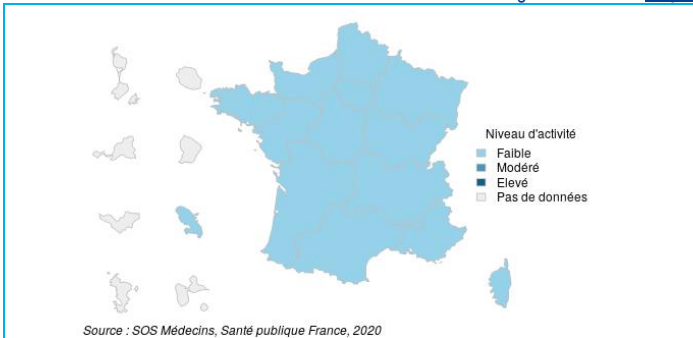 Niveau d'activité
Faible
Modéré
Elevé
Pas de données
Source : SOS Médecins, Santé publique France, 2020